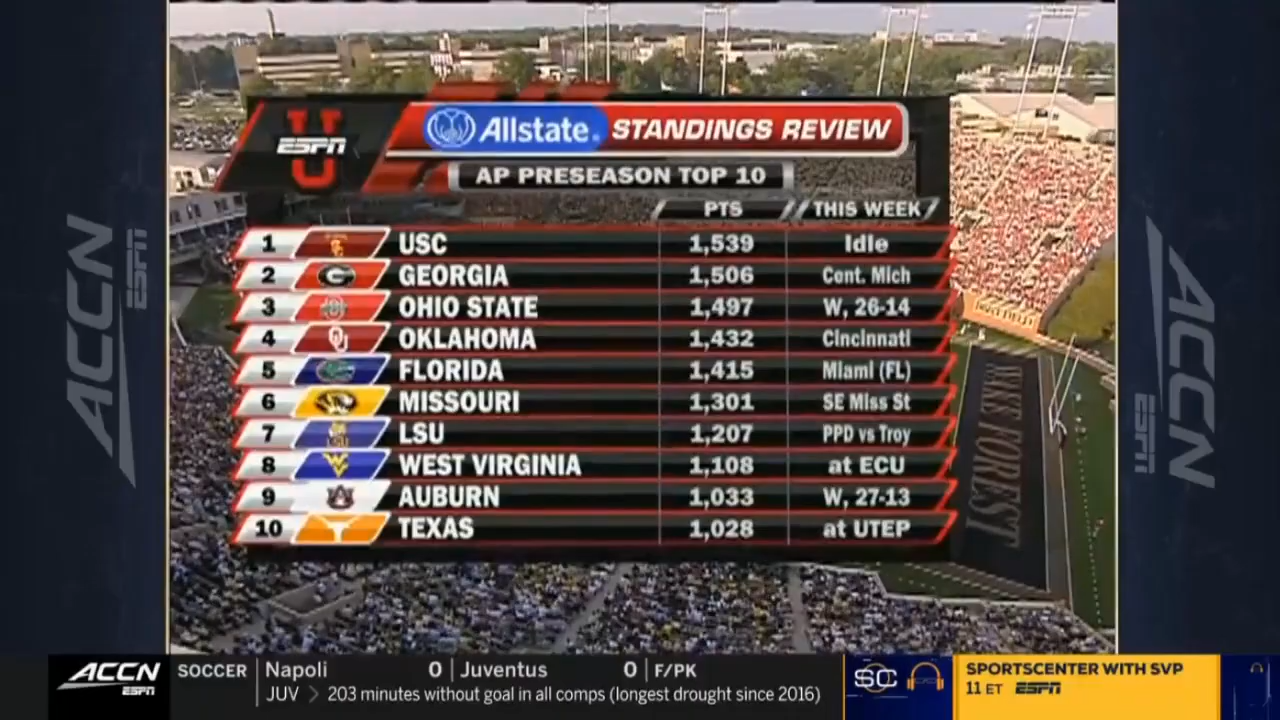 U
ESPN
Allstate. STANDINGS REVIEW
AP PRESEASON TOP 10
PTS THIS WEEK
1 USC 1,539 Idle
2 GEORGIA 1,506 Cent. Mich
3 OHIO STATE 1,497 W, 26-14
4 OKLAHOMA 1,432 Cincinnati
5 FLORIDA 1,415 Miami (FL)
6 MISSOURI 1,301 SE Miss St
7 LSU 1,207 PPD vs Troy
8 WEST VIRGINIA 1,108 at ECU
9 AUBURN 1,033 W, 27-13
10 TEXAS 1,028 at UTEP
ACCN
ESPN
ACCN
ESPN
WAKE FOREST
ACCN
ESPN
SOCCER
Napoli 0 Juventus 0 F/PK
JUV > 203 minutes without goal in all comps (longest drought since 2016)
SC
SPORTSCENTER WITH SVP
11 ET ESPN